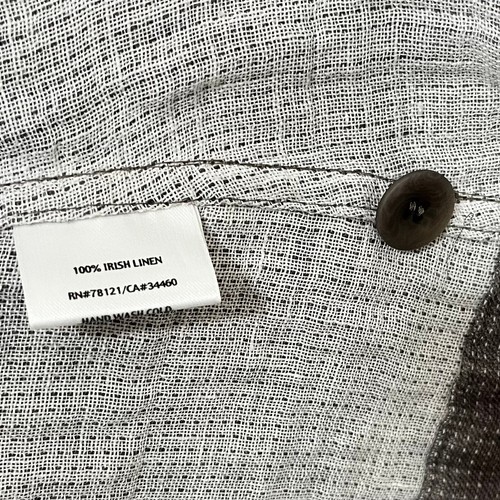 100% IRISH LINEN
RN#78121/CA#34460
HAND WASH COLD